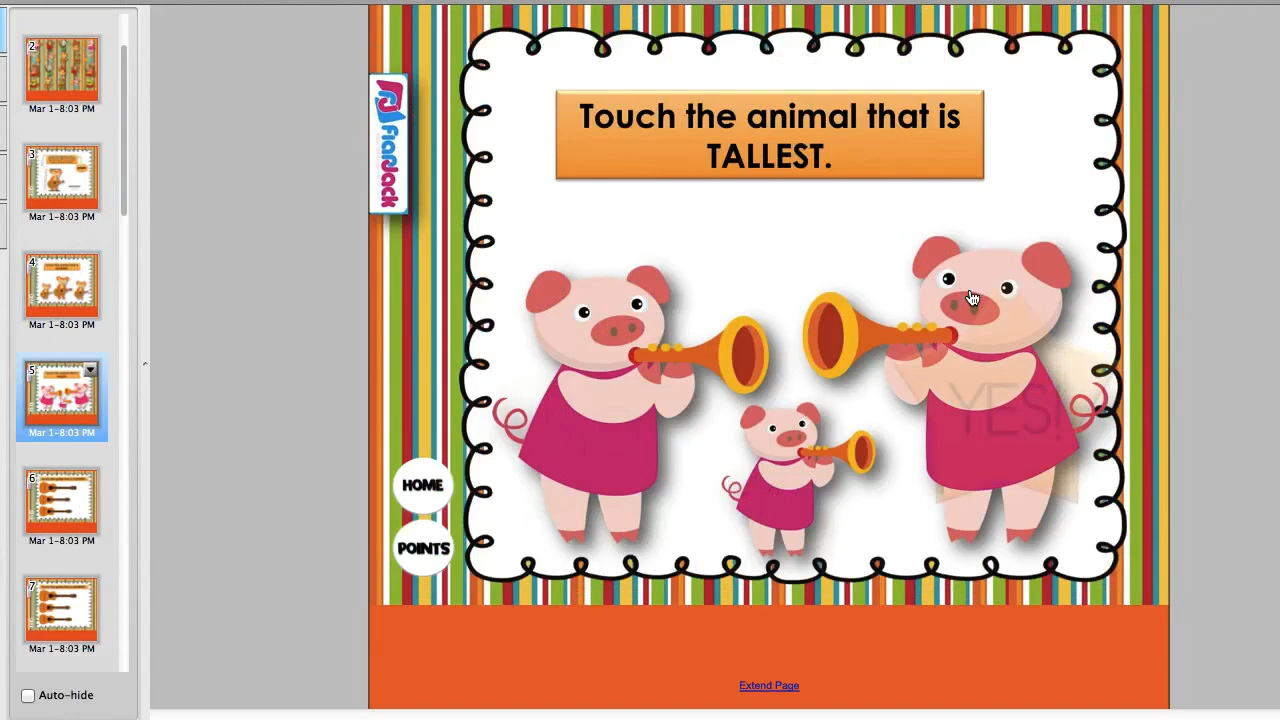 2
Mar 1-8:03 PM
3
Mar 1-8:03 PM
4
Mar 1-8:03 PM
5
Mar 1-8:03 PM
6
Mar 1-8:03 PM
7
Mar 1-8:03 PM
Auto-hide
FlapJack
Touch the animal that is
TALLEST.
YES!
HOME
POINTS
Extend Page